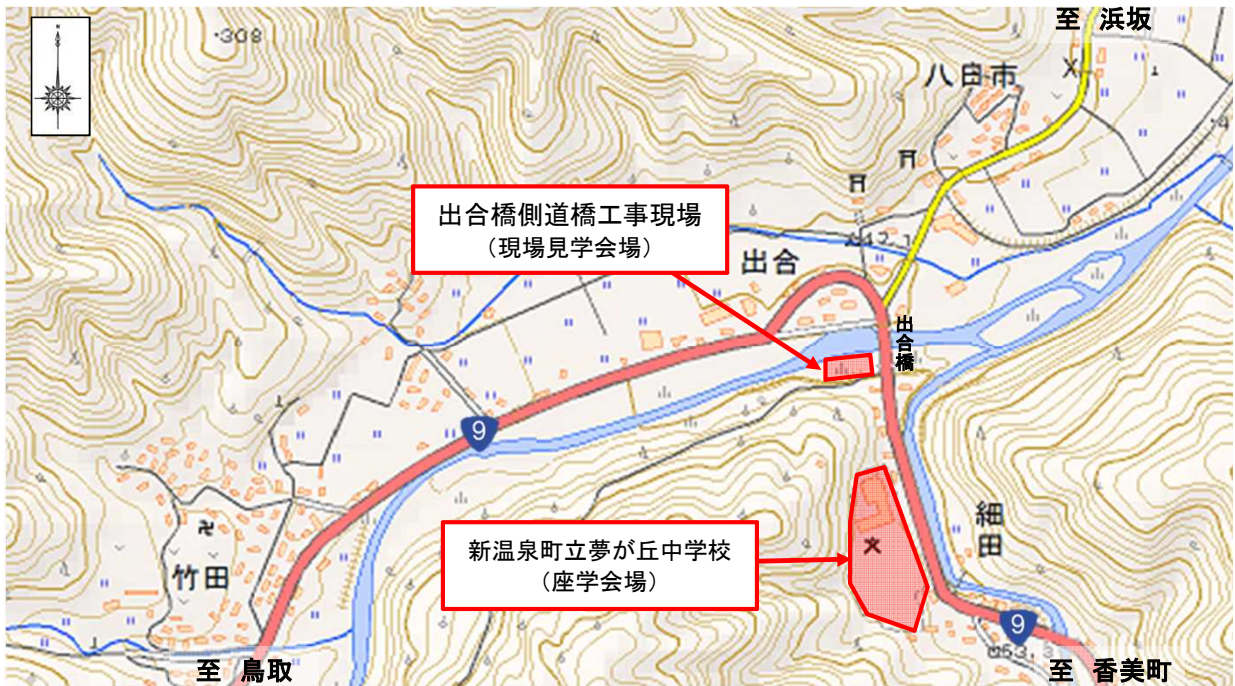 N
・308
至 浜坂
八日市
出合橋側道橋工事現場
（現場見学会場）
出合
出合橋
9
新温泉町立夢が丘中学校
（座学会場）
文
細田
竹田
9
至 鳥取
至 香美町